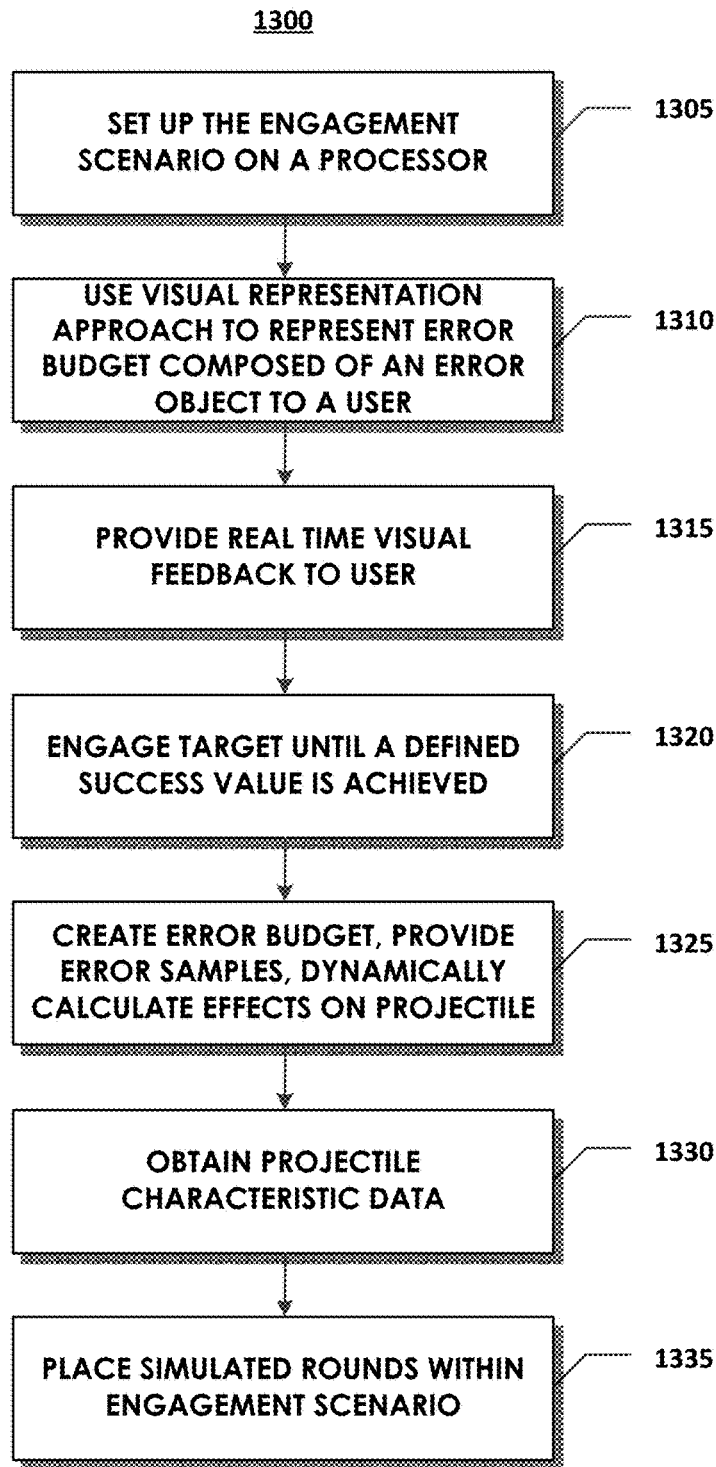 1300
SET UP THE ENGAGEMENT
SCENARIO ON A PROCESSOR
1305
USE VISUAL REPRESENTATION
APPROACH TO REPRESENT ERROR
BUDGET COMPOSED OF AN ERROR
OBJECT TO A USER
1310
PROVIDE REAL TIME VISUAL
FEEDBACK TO USER
1315
ENGAGE TARGET UNTIL A DEFINED
SUCCESS VALUE IS ACHIEVED
1320
CREATE ERROR BUDGET, PROVIDE
ERROR SAMPLES, DYNAMICALLY
CALCULATE EFFECTS ON PROJECTILE
1325
OBTAIN PROJECTILE
CHARACTERISTIC DATA
1330
PLACE SIMULATED ROUNDS WITHIN
ENGAGEMENT SCENARIO
1335